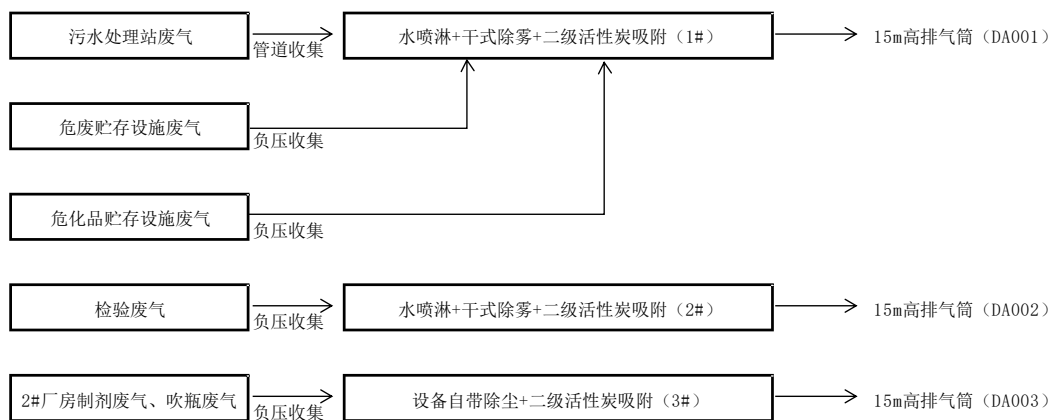 污水处理站废气
管道收集
水喷淋+干式除雾+二级活性炭吸附（1#）
15m高排气筒（DA001）
危废贮存设施废气
负压收集
危化品贮存设施废气
负压收集
检验废气
负压收集
水喷淋+干式除雾+二级活性炭吸附（2#）
15m高排气筒（DA002）
2#厂房制剂废气、吹瓶废气
负压收集
设备自带除尘+二级活性炭吸附（3#）
15m高排气筒（DA003）